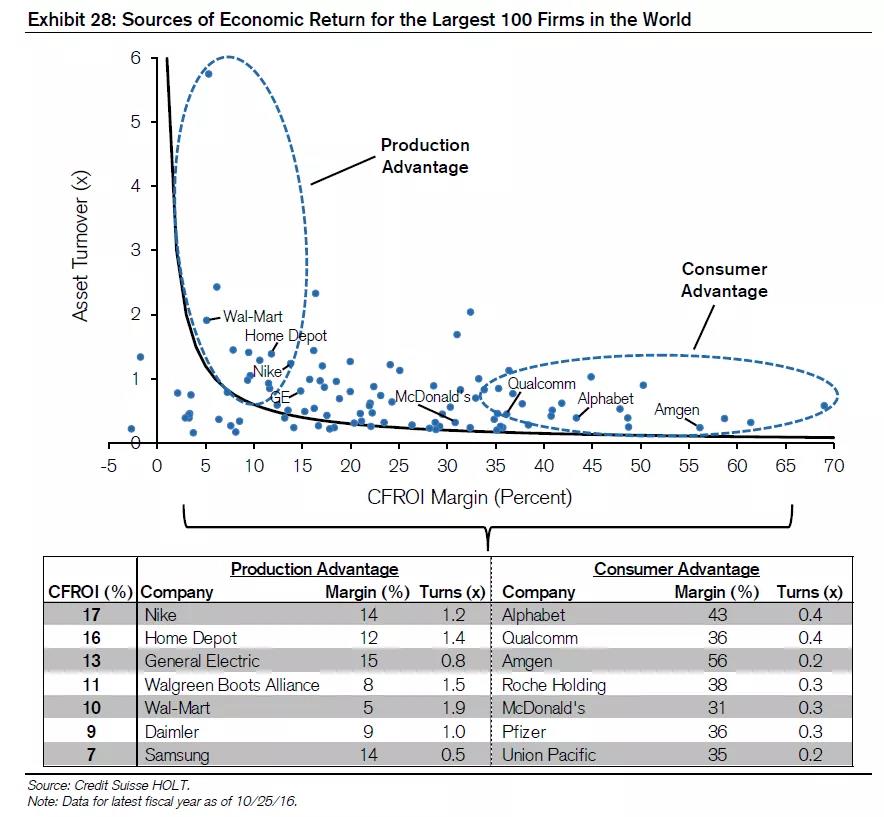 Exhibit 28: Sources of Economic Return for the Largest 100 Firms in the World
Asset Turnover (x)
6
5
4
3
2
1
0
Production
Advantage
Consumer
Advantage
Wal-Mart
Home Depot
Nike
GE
McDonald's
Qualcomm
Alphabet
Amgen
-5 0 5 10 15 20 25 30 35 40 45 50 55 60 65 70
CFROI Margin (Percent)
Production Advantage Consumer Advantage
CFROI (%) Company Margin (%) Turns (x) Company Margin (%) Turns (x)
17 Nike 14 1.2 Alphabet 43 0.4
16 Home Depot 12 1.4 Qualcomm 36 0.4
13 General Electric 15 0.8 Amgen 56 0.2
11 Walgreen Boots Alliance 8 1.5 Roche Holding 38 0.3
10 Wal-Mart 5 1.9 McDonald's 31 0.3
9 Daimler 9 1.0 Pfizer 36 0.3
7 Samsung 14 0.5 Union Pacific 35 0.2
Source: Credit Suisse HOLT.
Note: Data for latest fiscal year as of 10/25/16.